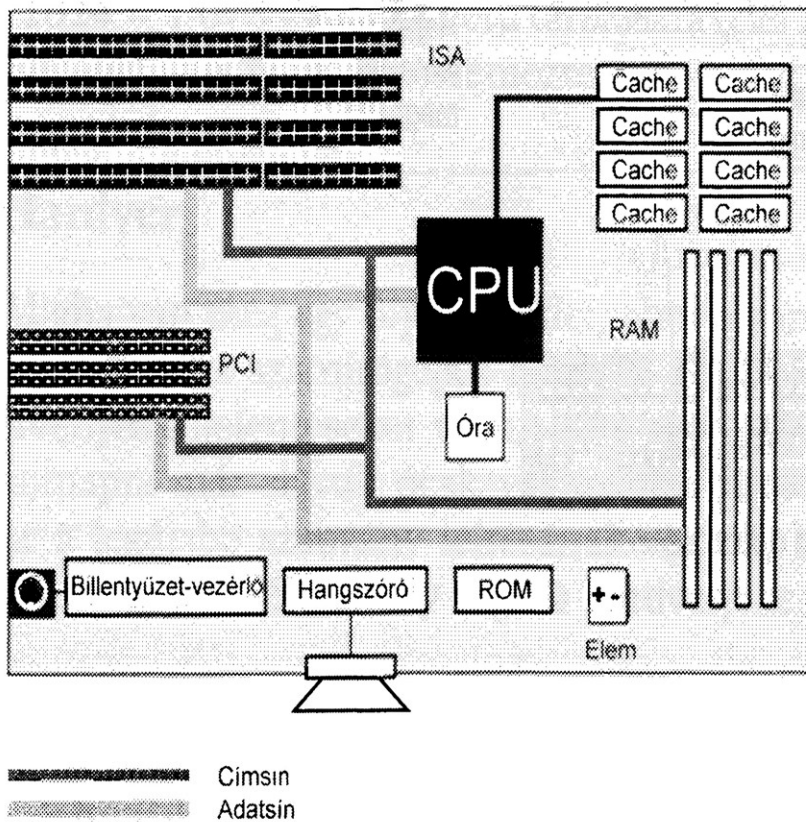 ISA
Cache Cache
Cache Cache
Cache Cache
Cache Cache
CPU
RAM
PCI
Óra
Billentyűzet-vezérlő
Hangszóró
ROM
+ -
Elem
Címsín
Adatsín